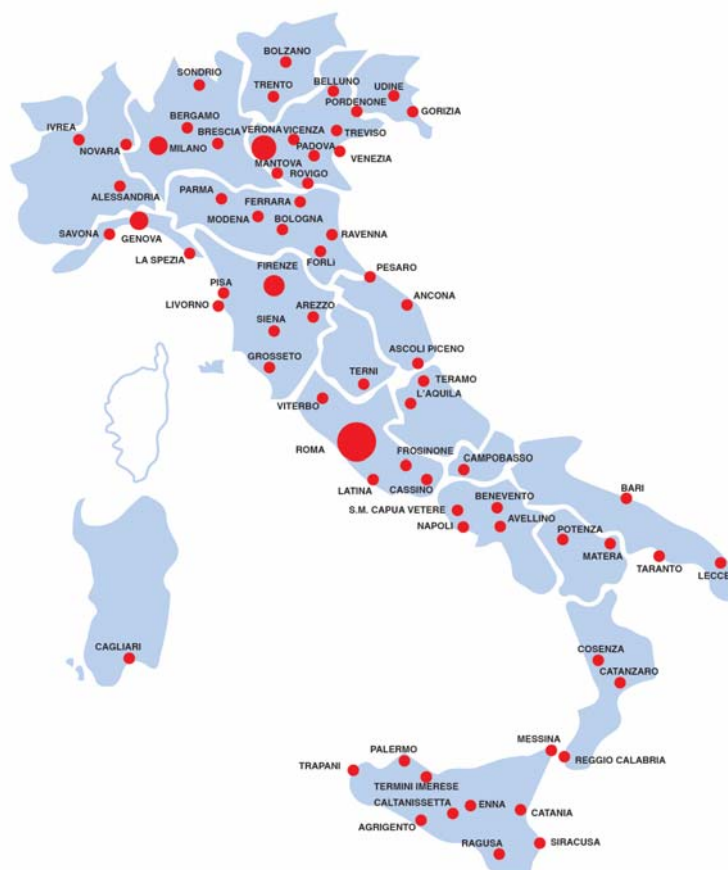 BOLZANO
SONDRIO
TRENTO
BELLUNO
UDINE
PORDENONE
GORIZIA
IVREA
BERGAMO
BRESCIA
VERONA
VICENZA
TREVISO
NOVARA
MILANO
PADOVA
VENEZIA
MANTOVA
ROVIGO
ALESSANDRIA
PARMA
FERRARA
MODENA
BOLOGNA
SAVONA
GENOVA
RAVENNA
LA SPEZIA
FIRENZE
FORLì
PESARO
PISA
LIVORNO
AREZZO
ANCONA
SIENA
GROSSETO
ASCOLI PICENO
TERNI
TERAMO
L'AQUILA
VITERBO
ROMA
FROSINONE
CAMPOBASSO
LATINA
CASSINO
BARI
BENEVENTO
S.M. CAPUA VETERE
AVELLINO
NAPOLI
POTENZA
MATERA
TARANTO
LECCE
CAGLIARI
COSENZA
CATANZARO
MESSINA
PALERMO
REGGIO CALABRIA
TRAPANI
TERMINI IMERESE
CALTANISSETTA
ENNA
CATANIA
AGRIGENTO
RAGUSA
SIRACUSA